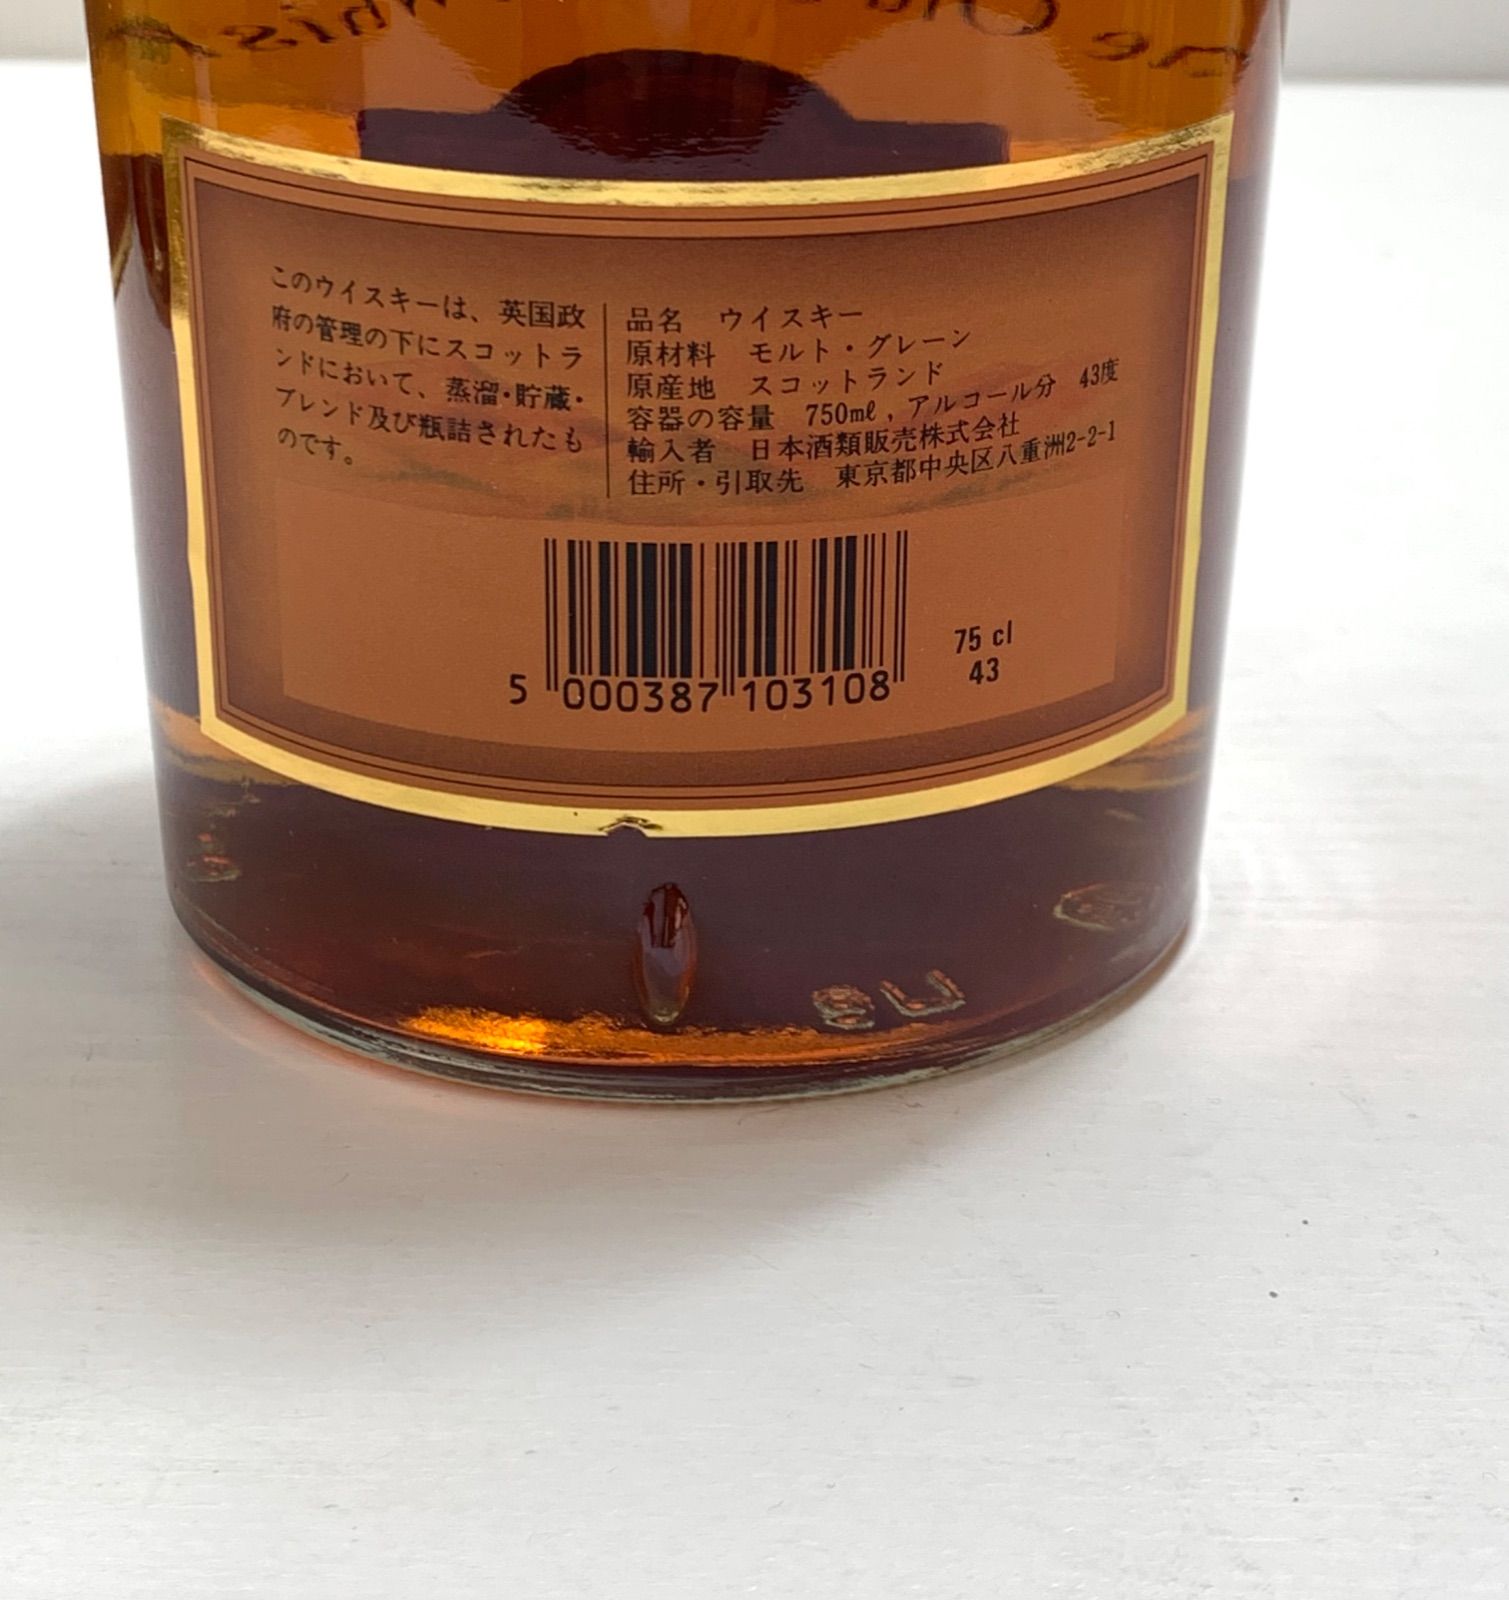 このウイスキーは、英国政
府の管理の下にスコットラ
ンドにおいて、蒸溜・貯蔵・
ブレンド及び瓶詰されたも
のです。
品名 ウイスキー
原材料 モルト・グレーン
原産地 スコットランド
容器の容量 750mℓ , アルコール分 43度
輸入者 日本酒類販売株式会社
住所・引取先 東京都中央区八重洲2-2-1
5 000387 103108
75 cl
43